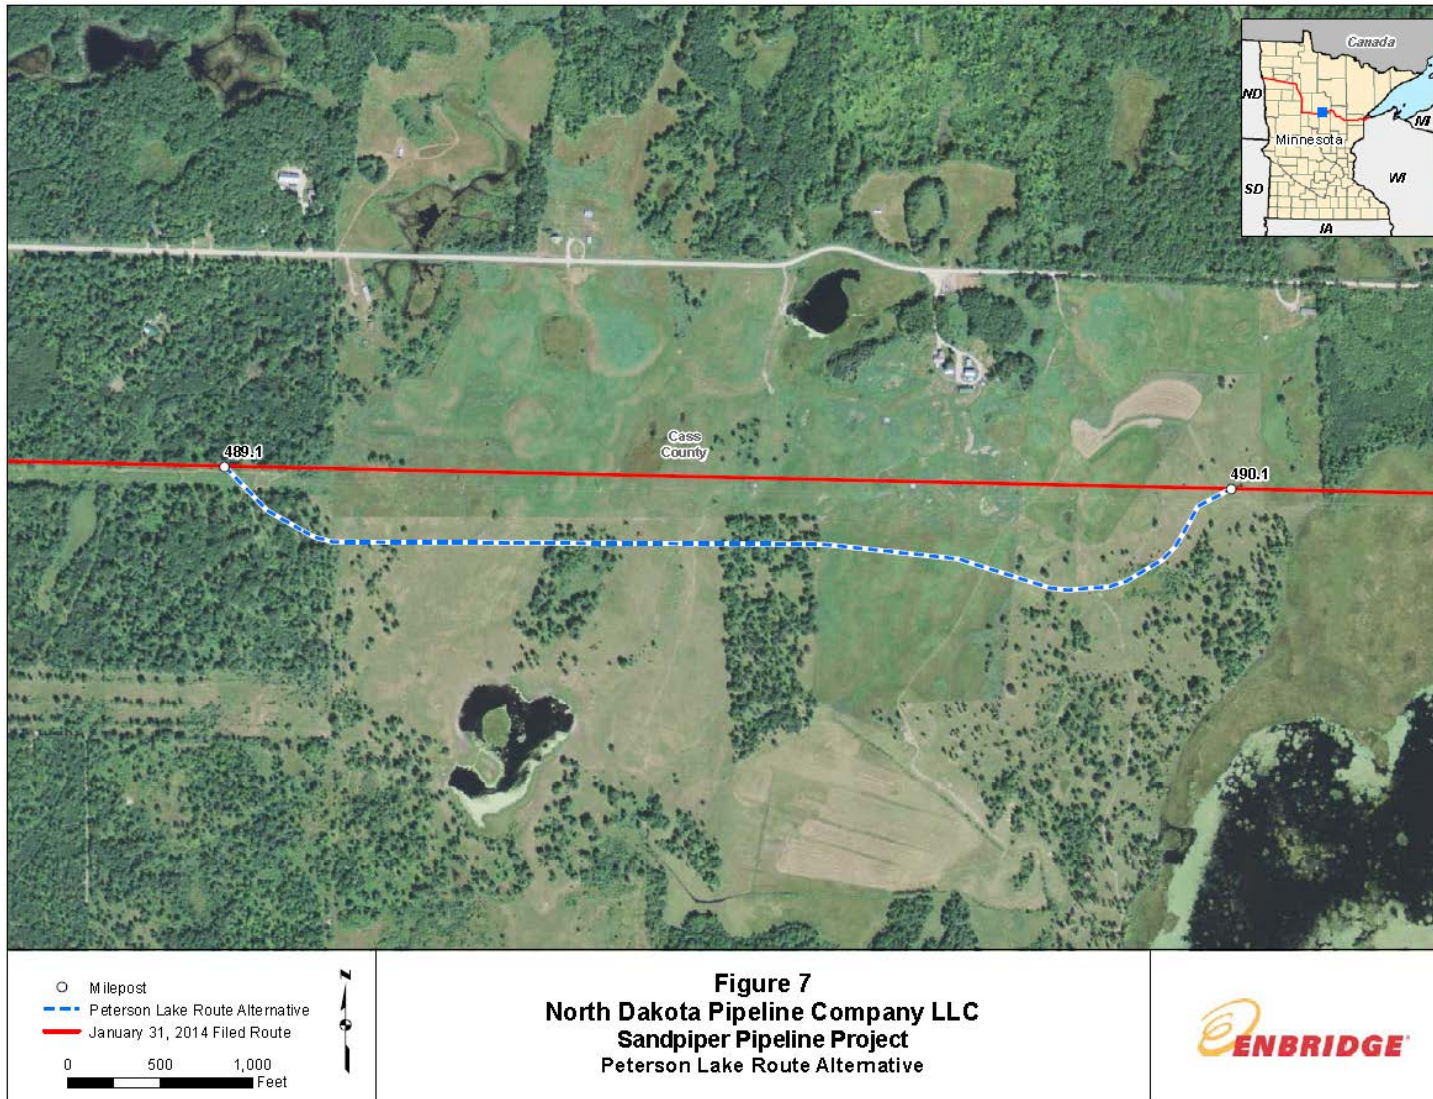 Canada
ND
Minnesota
MI
SD
WI
IA
Cass
County
489.1
490.1
Milepost
Peterson Lake Route Alternative
January 31, 2014 Filed Route
0 500 1,000
Feet
N
Figure 7
North Dakota Pipeline Company LLC
Sandpiper Pipeline Project
Peterson Lake Route Alternative
ENBRIDGE®